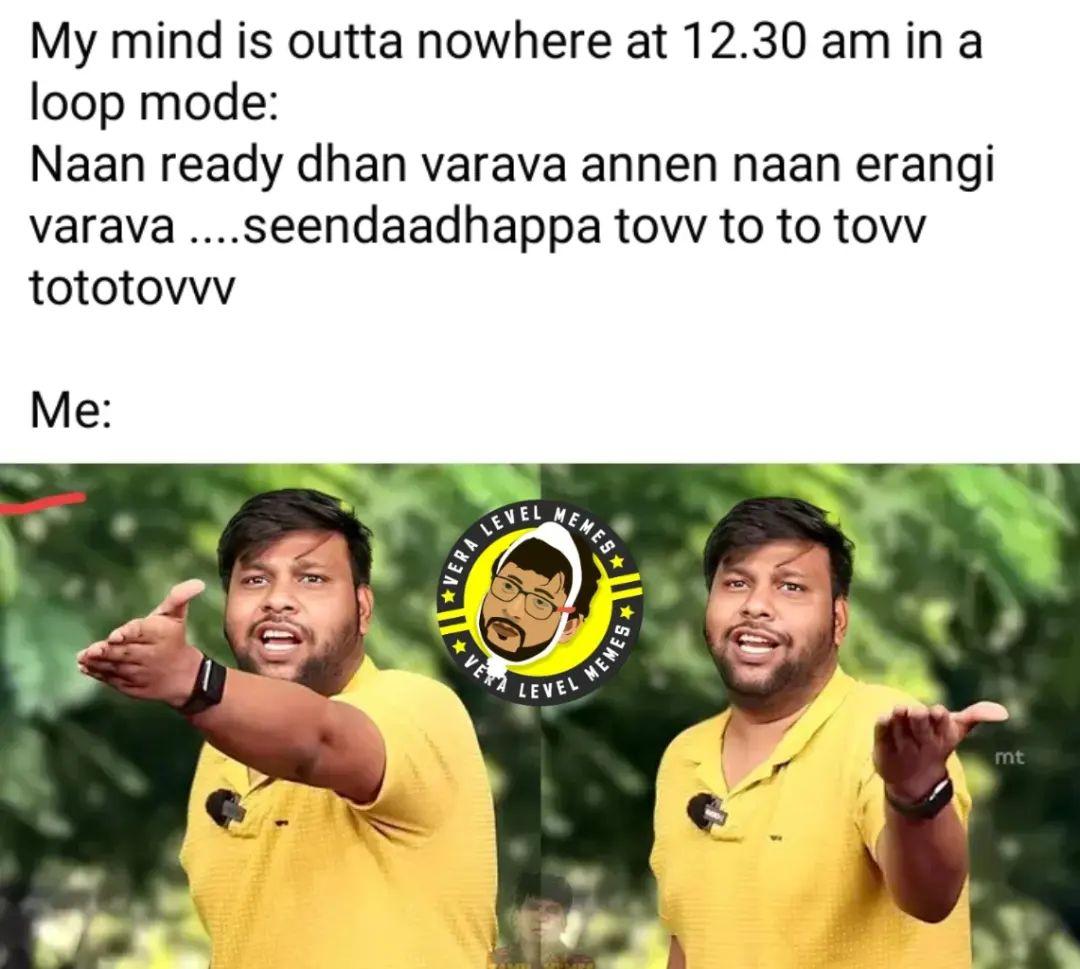 My mind is outta nowhere at 12.30 am in a
loop mode:
Naan ready dhan varava annen naan erangi
varava ....seendaadhappa tovv to to tovv
tototovvv
Me:
VERA LEVEL MEMES
VERA LEVEL MEMES
mt